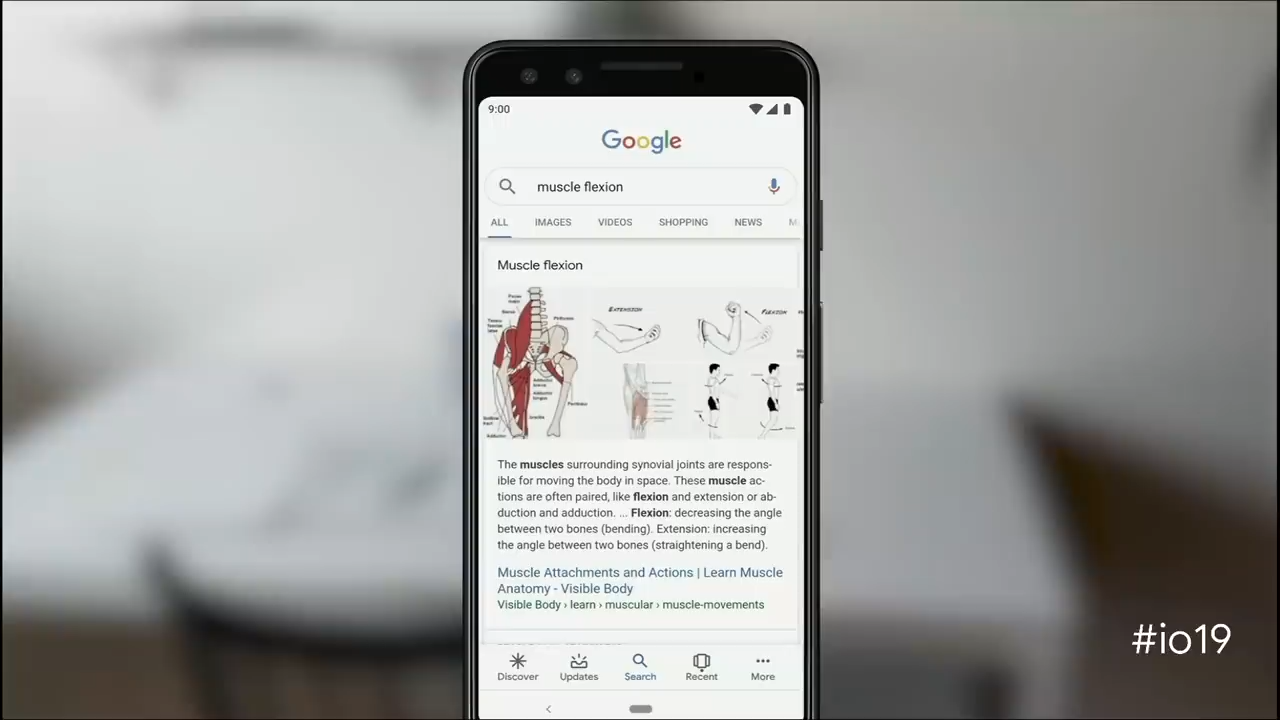 9:00
Google
muscle flexion
ALL IMAGES VIDEOS SHOPPING NEWS M
Muscle flexion
EXTENSION
FLEXION
The muscles surrounding synovial joints are respons-
ible for moving the body in space. These muscle ac-
tions are often paired, like flexion and extension or ab-
duction and adduction. ... Flexion: decreasing the angle
between two bones (bending). Extension: increasing
the angle between two bones (straightening a bend).
Muscle Attachments and Actions | Learn Muscle
Anatomy - Visible Body
Visible Body › learn › muscular › muscle-movements
Discover Updates Search Recent More
#io19